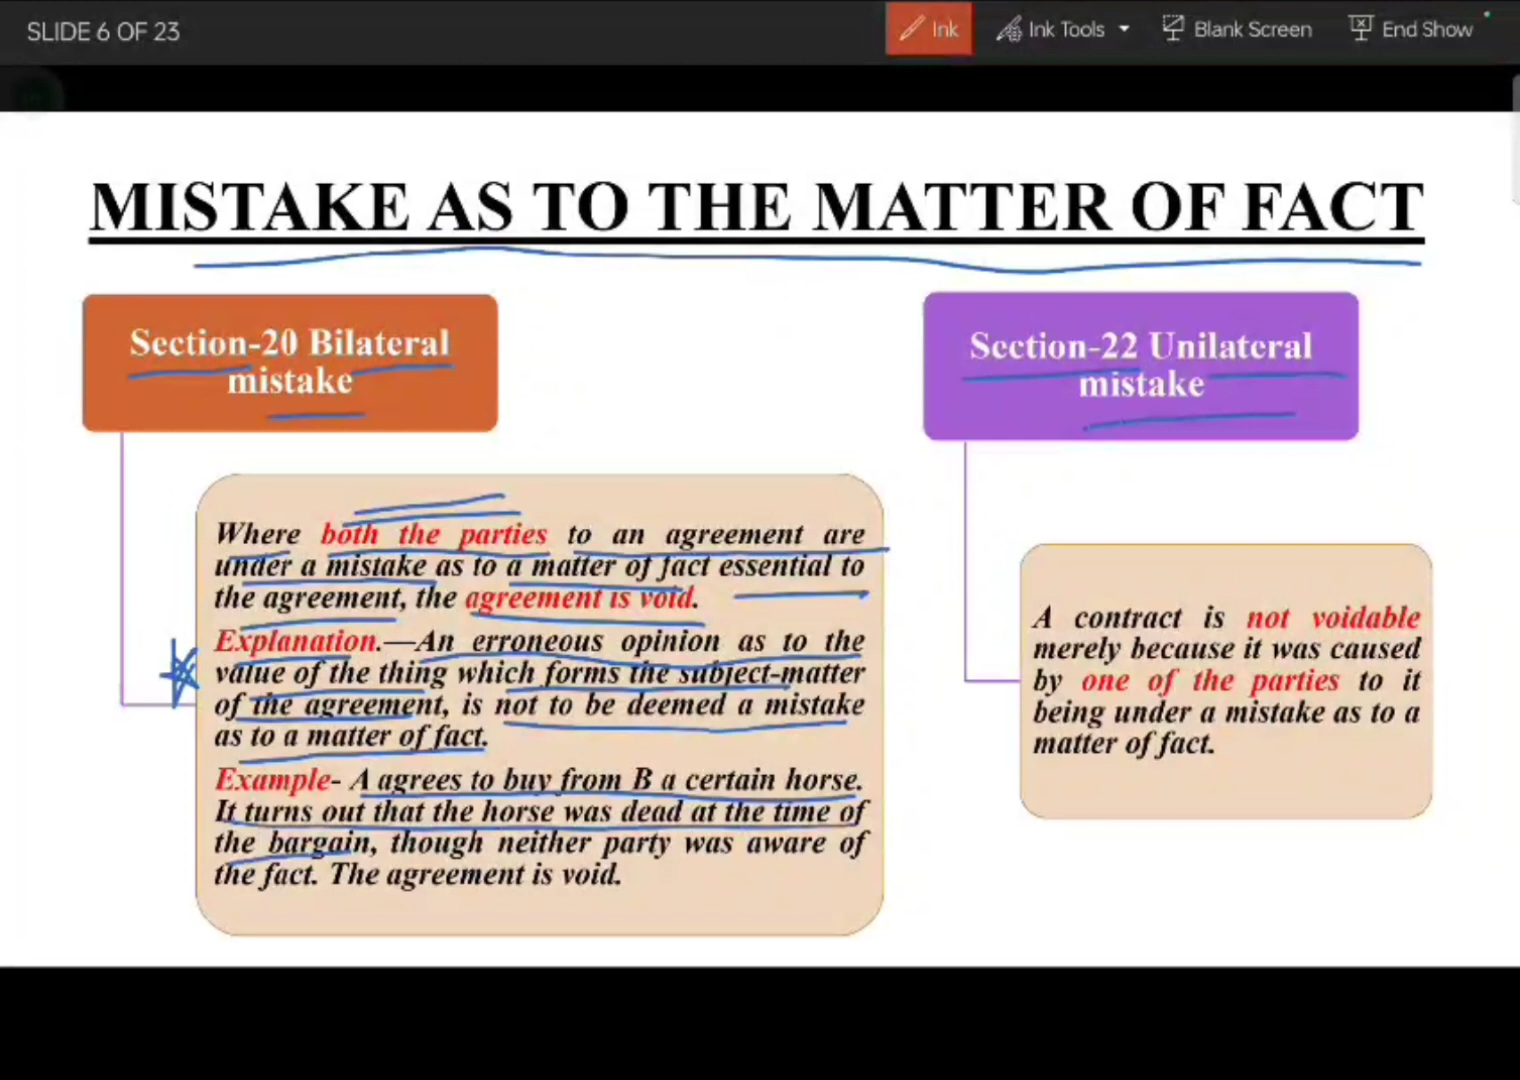 SLIDE 6 OF 23
Ink
Ink Tools
Blank Screen
End Show
MISTAKE AS TO THE MATTER OF FACT
Section-20 Bilateral
mistake
Where both the parties to an agreement are
under a mistake as to a matter of fact essential to
the agreement, the agreement is void.
Explanation.—An erroneous opinion as to the
value of the thing which forms the subject-matter
of the agreement, is not to be deemed a mistake
as to a matter of fact.
Example- A agrees to buy from B a certain horse.
It turns out that the horse was dead at the time of
the bargain, though neither party was aware of
the fact. The agreement is void.
Section-22 Unilateral
mistake
A contract is not voidable
merely because it was caused
by one of the parties to it
being under a mistake as to a
matter of fact.